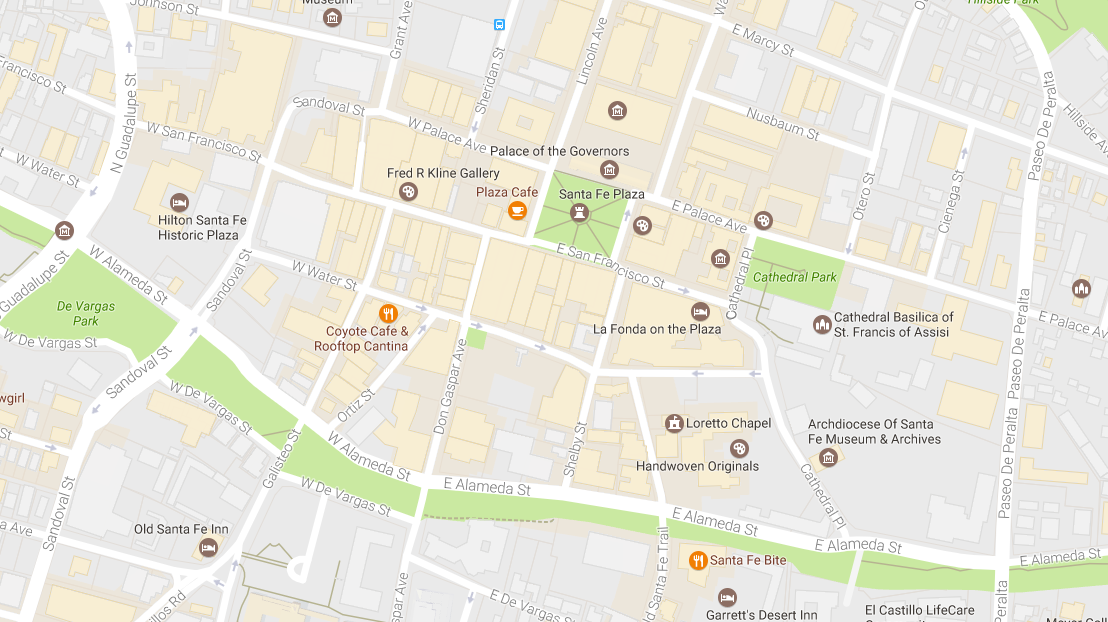 Museum
Johnson St
Grant Ave
Sheridan St
Lincoln Ave
Hillside Park
E Marcy St
Paseo De Peralta
Hillside Ave
Francisco St
N Guadalupe St
Sandoval St
W San Francisco St
W Palace Ave
Nusbaum St
Palace of the Governors
Fred R Kline Gallery
Plaza Cafe
Santa Fe Plaza
Otero St
Cienega St
W Water St
Hilton Santa Fe
Historic Plaza
E Palace Ave
E San Francisco St
Cathedral Pl
Cathedral Park
Guadalupe St
W Alameda St
Sandoval St
W Water St
De Vargas
Park
Coyote Cafe &
Rooftop Cantina
La Fonda on the Plaza
Cathedral Basilica of
St. Francis of Assisi
E Palace Ave
Paseo De Peralta
W De Vargas St
Sandoval St
W De Vargas St
Ortiz St
Don Gaspar Ave
Shelby St
Loretto Chapel
Handwoven Originals
Archdiocese Of Santa
Fe Museum & Archives
Paseo De Peralta
Galisteo St
W Alameda St
E Alameda St
W De Vargas St
Cathedral Pl
Sandoval St
Old Santa Fe Inn
E Alameda St
E Alameda St
E Alameda St
Santa Fe Bite
Garrett's Desert Inn
El Castillo LifeCare
E De Vargas St